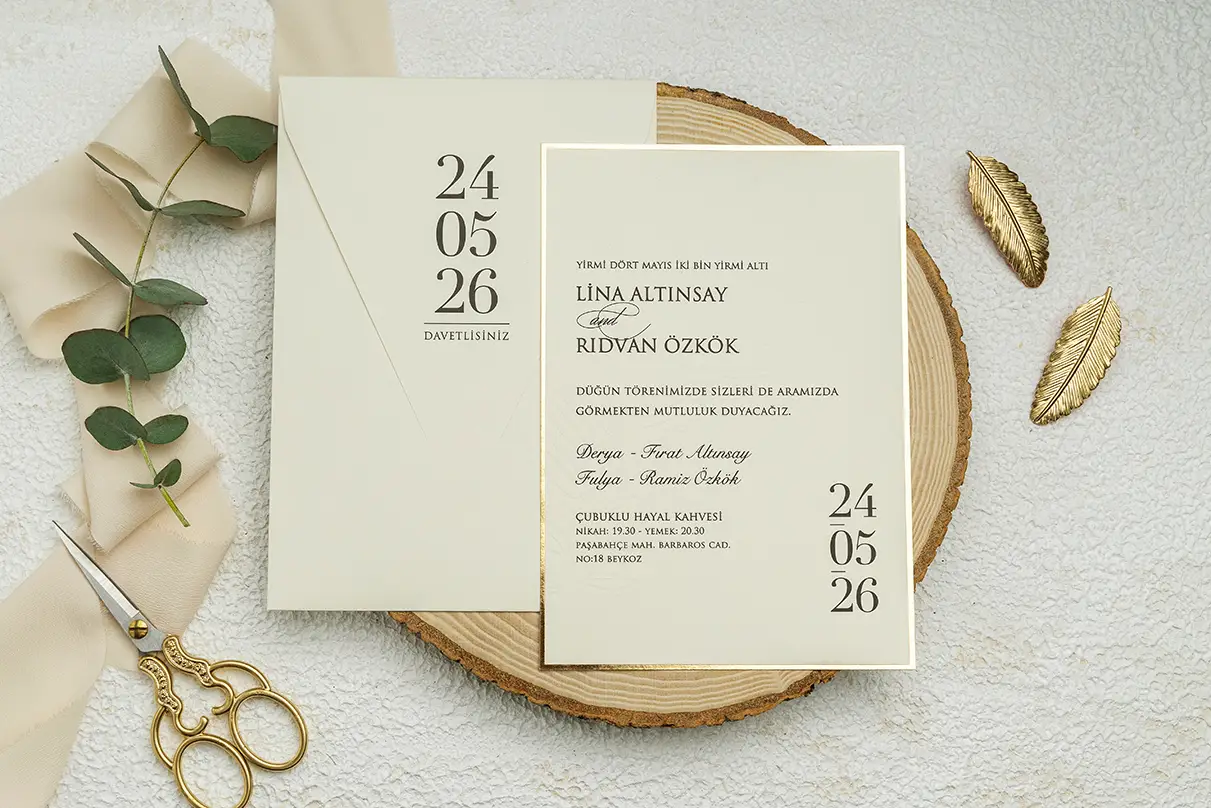 24
05
26
DAVETLİSİNİZ
YİRMİ DÖRT MAYIS İKİ BİN YİRMİ ALTI
LİNA ALTINSAY
and
RIDVAN ÖZKÖK
DÜĞÜN TÖRENİMİZDE SİZLERİ DE ARAMIZDA
GÖRMEKTEN MUTLULUK DUYACAĞIZ.
Derya - Fırat Altınsay
Fulya - Ramiz Özkök
ÇUBUKLU HAYAL KAHVESİ
NİKAH: 19.30 - YEMEK: 20.30
PAŞABAHÇE MAH. BARBAROS CAD.
NO:18 BEYKOZ
24
05
26